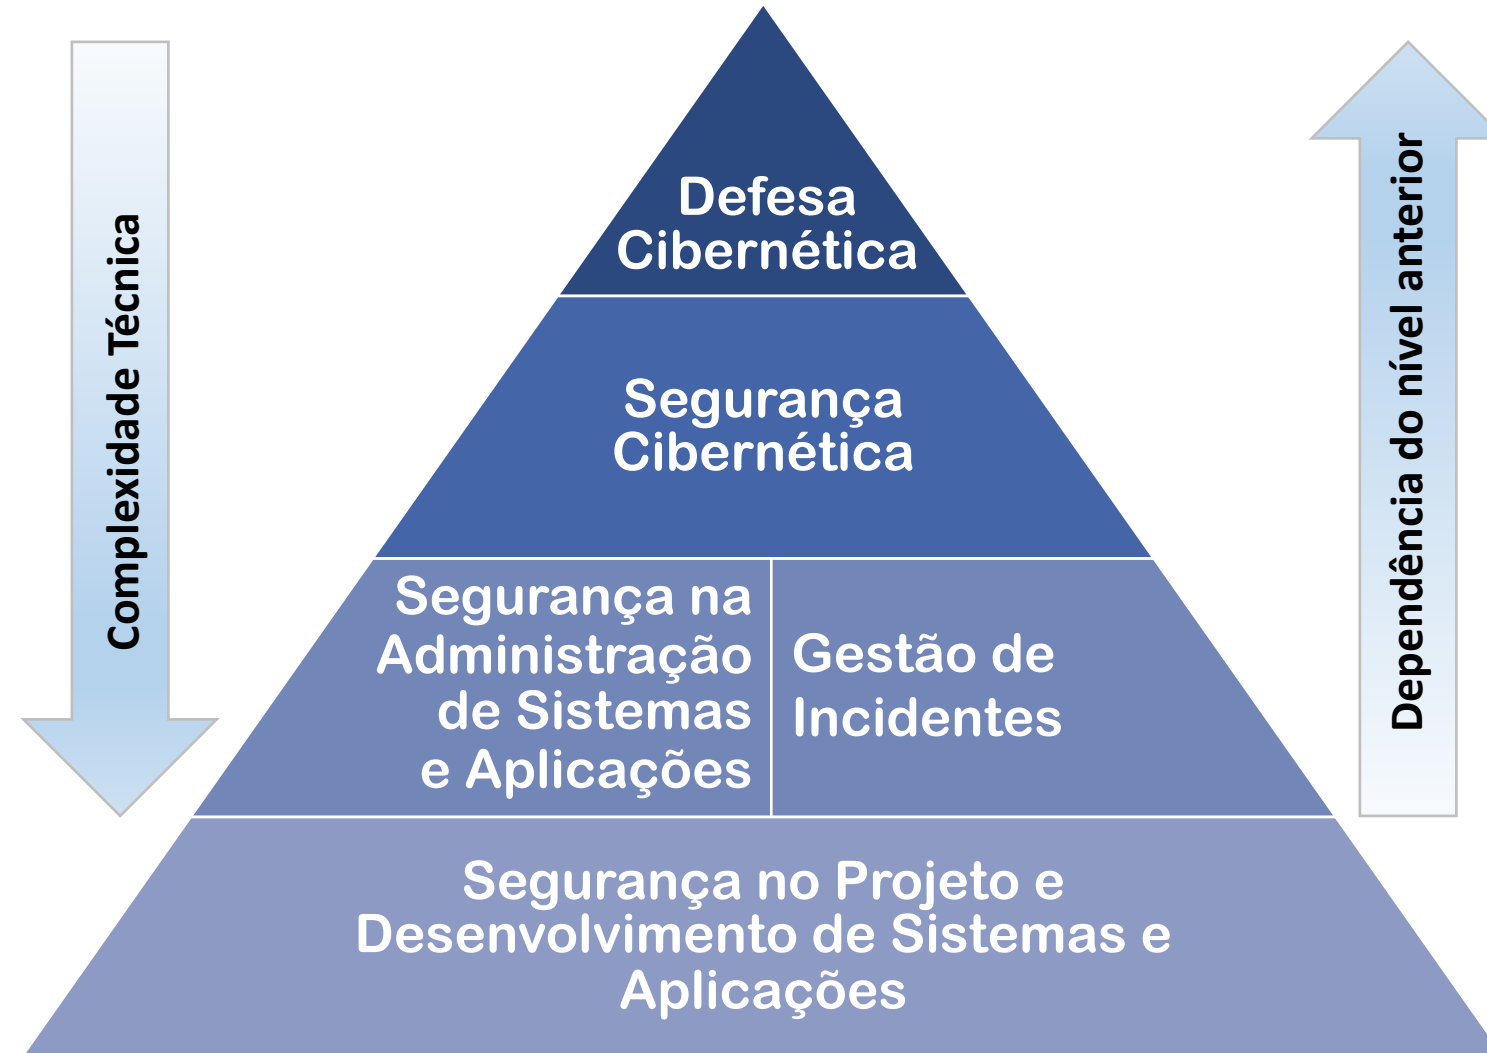 Complexidade Técnica
Defesa
Cibernética
Segurança
Cibernética
Segurança na
Administração
de Sistemas
e Aplicações
Gestão de
Incidentes
Segurança no Projeto e
Desenvolvimento de Sistemas e
Aplicações
Dependência do nível anterior